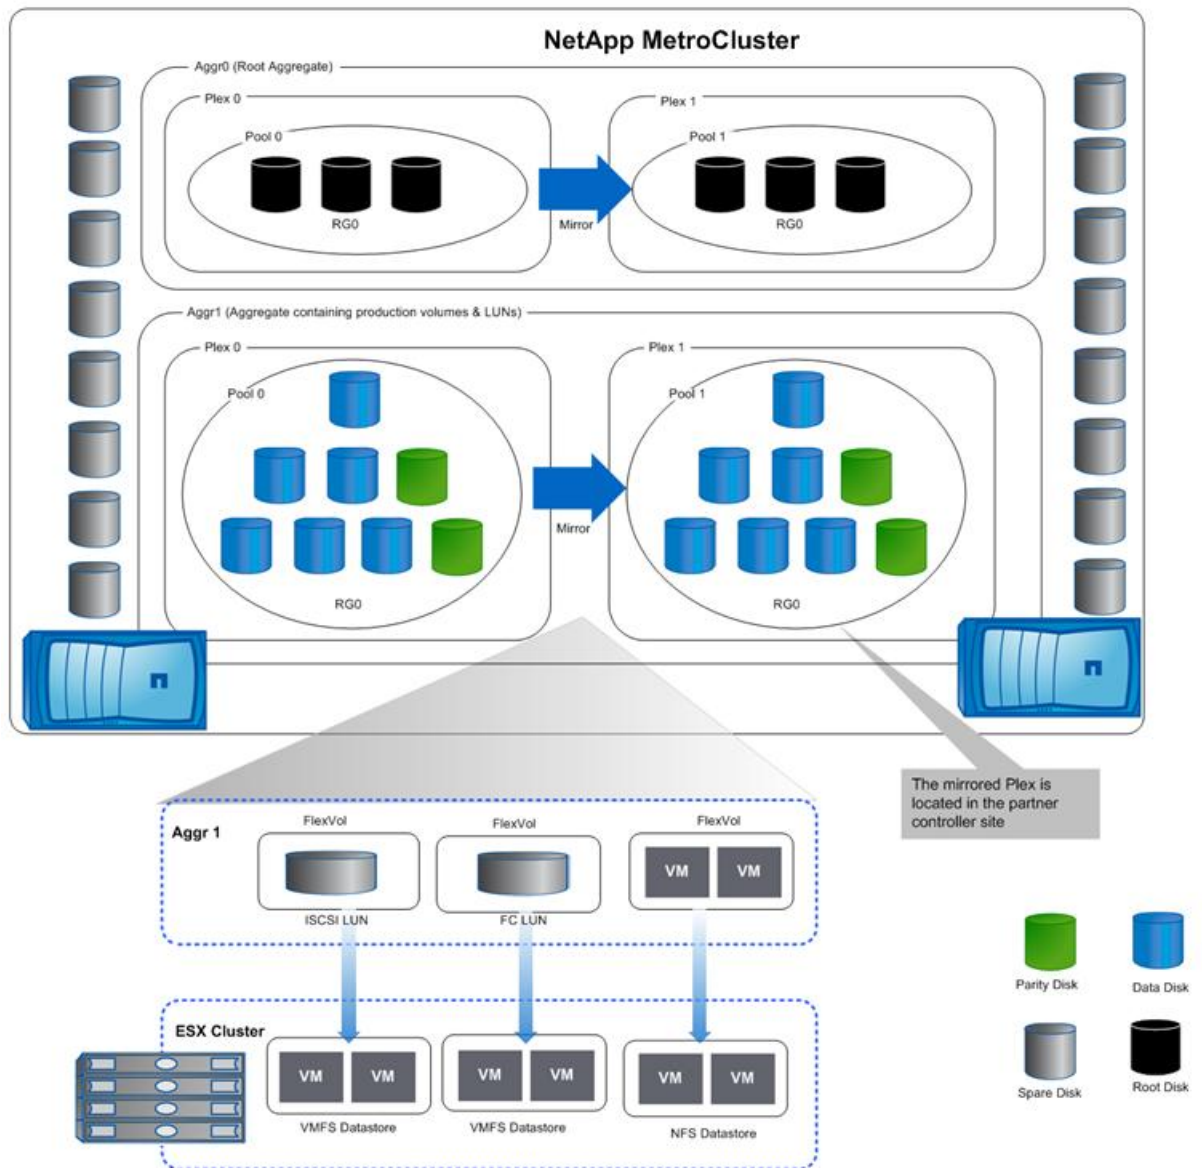 NetApp MetroCluster
Aggr0 (Root Aggregate)
Plex 0
Plex 1
Pool 0
Pool 1
RG0
Mirror
RG0
Aggr1 (Aggregate containing production volumes & LUNs)
Plex 0
Plex 1
Pool 0
Pool 1
Mirror
RG0
RG0
The mirrored Plex is
located in the partner
controller site
Aggr 1
FlexVol
FlexVol
FlexVol
VM
VM
ISCSI LUN
FC LUN
Parity Disk
Data Disk
ESX Cluster
VM
VM
VM
VM
VM
VM
VMFS Datastore
VMFS Datastore
NFS Datastore
Spare Disk
Root Disk